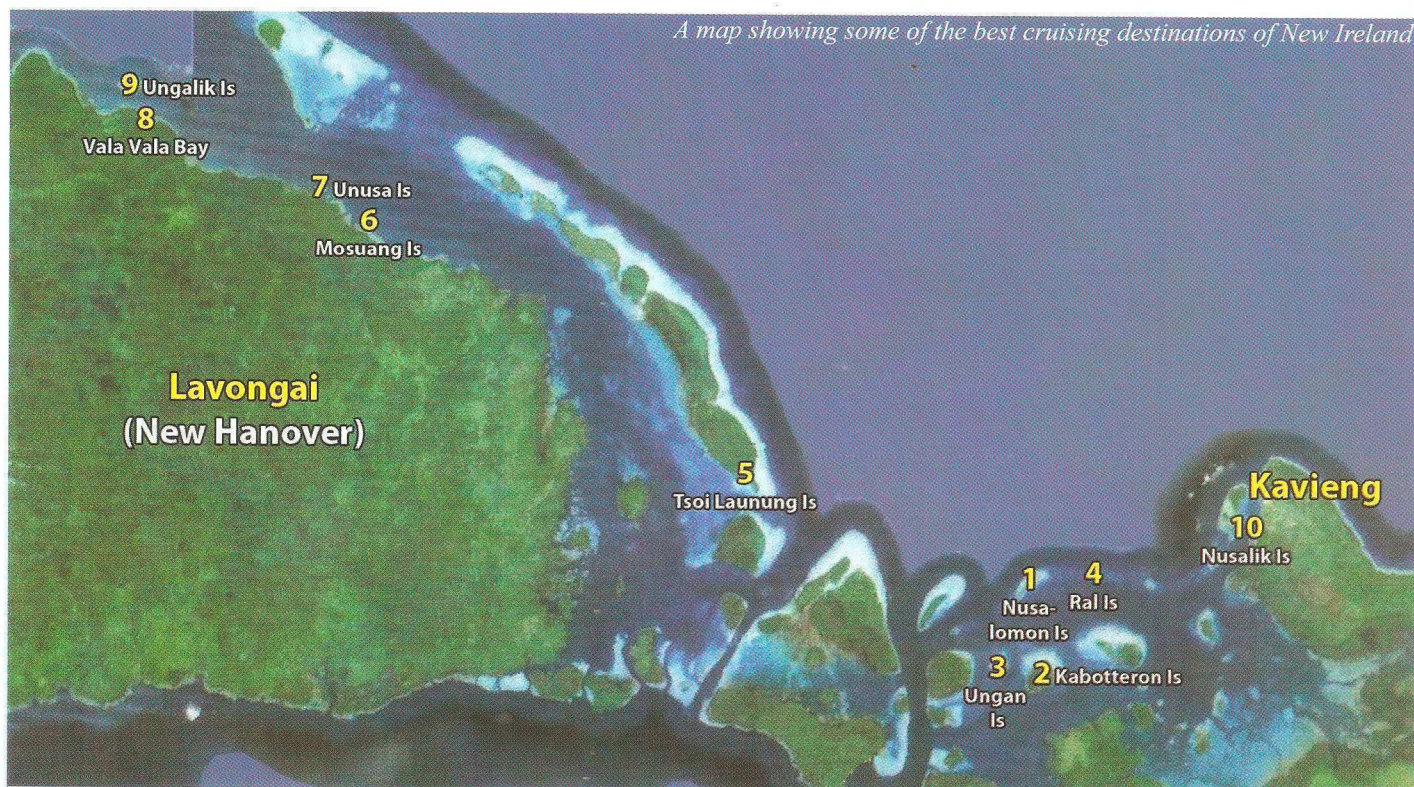 A map showing some of the best cruising destinations of New Ireland
9 Ungalik Is
8
Vala Vala Bay
7 Unusa Is
6
Mosuang Is
Lavongai
(New Hanover)
5
Tsoi Launung Is
Kavieng
10
Nusalik Is
1
Nusa-
lomon Is
4
Ral Is
3
Ungan
Is
2 Kabotteron Is